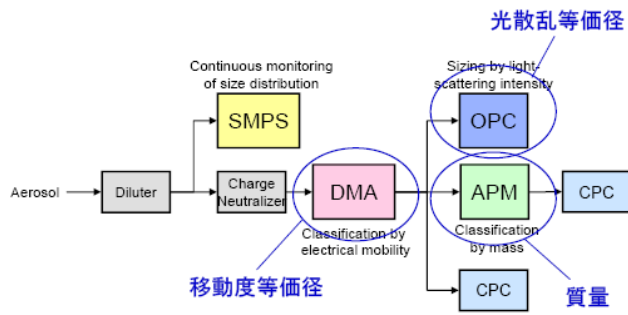 光散乱等価径
Continuous monitoring
of size distribution
Sizing by light-
scattering intensity
SMPS
OPC
Aerosol
Diluter
Charge
Neutralizer
DMA
APM
CPC
Classification by
electrical mobility
Classification
by mass
移動度等価径
CPC
質量